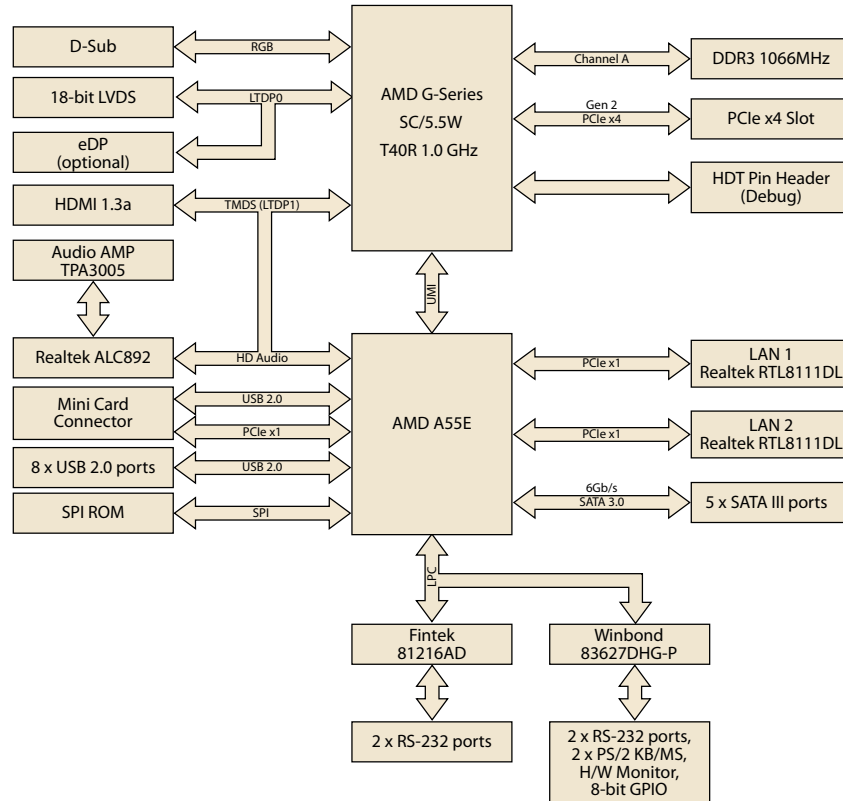 D-Sub
RGB
18-bit LVDS
LTDP0
eDP
(optional)
HDMI 1.3a
TMDS (LTDP1)
AMD G-Series
SC/5.5W
T40R 1.0 GHz
Channel A
DDR3 1066MHz
Gen 2
PCIe x4
PCIe x4 Slot
HDT Pin Header
(Debug)
Audio AMP
TPA3005
UMI
Realtek ALC892
HD Audio
Mini Card
Connector
USB 2.0
PCIe x1
8 x USB 2.0 ports
USB 2.0
SPI ROM
SPI
AMD A55E
PCIe x1
LAN 1
Realtek RTL8111DL
PCIe x1
LAN 2
Realtek RTL8111DL
6Gb/s
SATA 3.0
5 x SATA III ports
LPC
Fintek
81216AD
Winbond
83627DHG-P
2 x RS-232 ports
2 x RS-232 ports,
2 x PS/2 KB/MS,
H/W Monitor,
8-bit GPIO